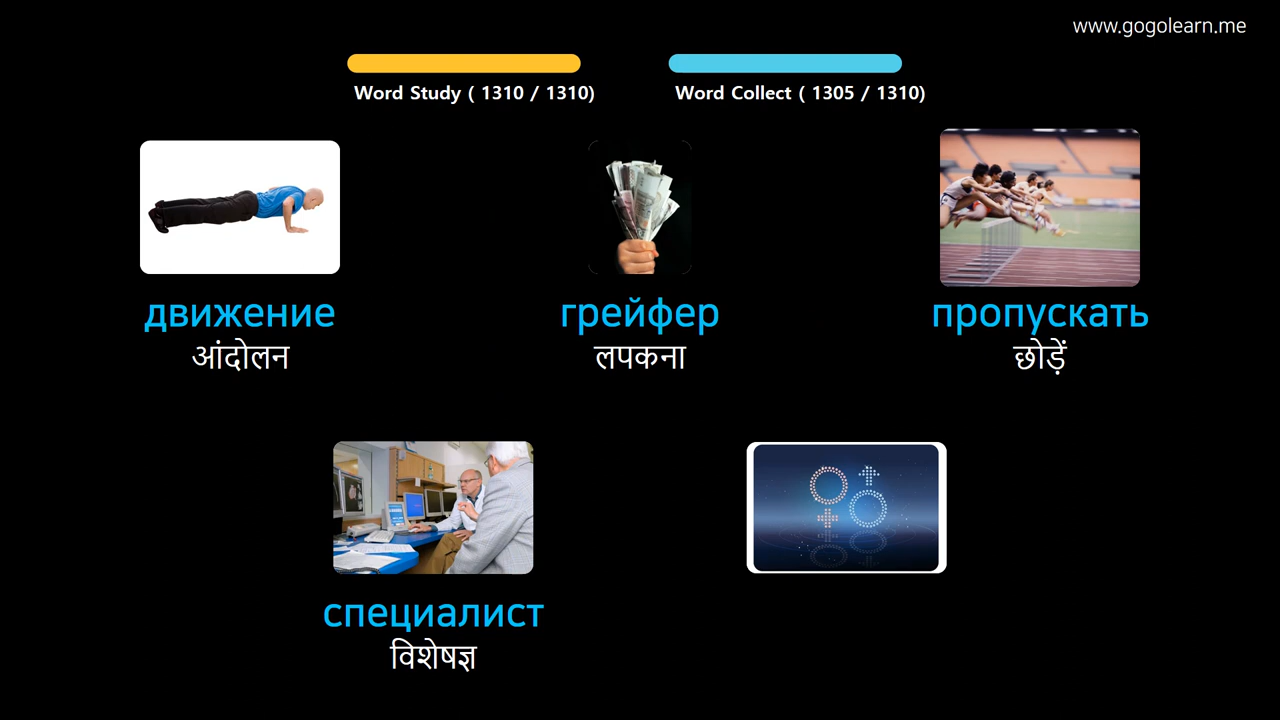 www.gogolearn.me
Word Study ( 1310 / 1310)
Word Collect ( 1305 / 1310)
движение
आंदोलन
грейфер
लपकना
пропускать
छोड़ें
специалист
विशेषज्ञ